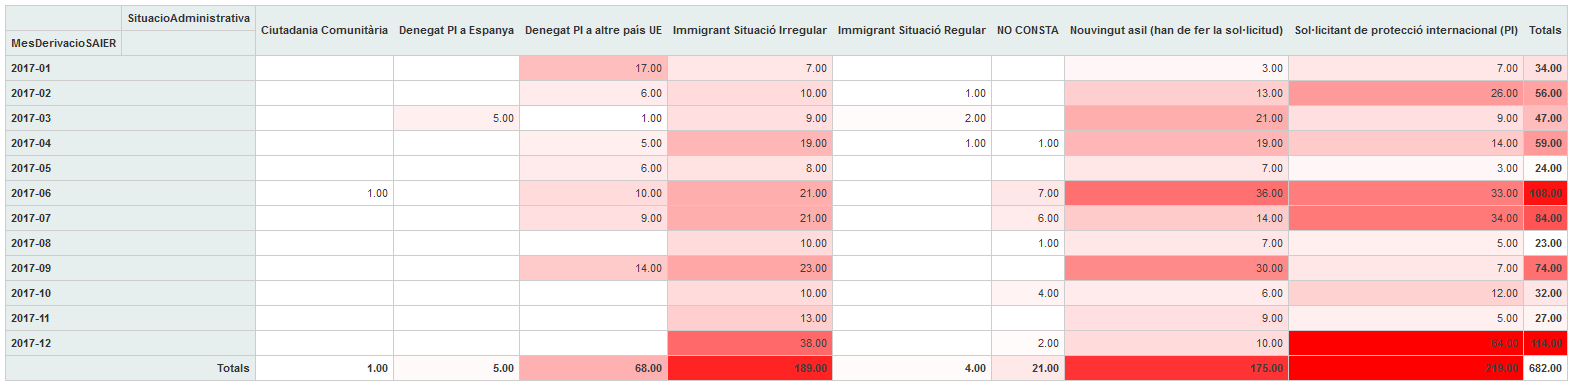 SituacioAdministrativa Ciutadania Comunitària Denegat PI a Espanya Denegat PI a altre país UE Immigrant Situació Irregular Immigrant Situació Regular NO CONSTA Nouvingut asil (han de fer la sol·licitud) Sol·licitant de protecció internacional (PI) Totals
MesDerivacioSAIER
2017-01 17.00 7.00 3.00 7.00 34.00
2017-02 6.00 10.00 1.00 13.00 26.00 56.00
2017-03 5.00 1.00 9.00 2.00 21.00 9.00 47.00
2017-04 5.00 19.00 1.00 1.00 19.00 14.00 59.00
2017-05 6.00 8.00 7.00 3.00 24.00
2017-06 1.00 10.00 21.00 7.00 36.00 33.00 108.00
2017-07 9.00 21.00 6.00 14.00 34.00 84.00
2017-08 10.00 1.00 7.00 5.00 23.00
2017-09 14.00 23.00 30.00 7.00 74.00
2017-10 10.00 4.00 6.00 12.00 32.00
2017-11 13.00 9.00 5.00 27.00
2017-12 38.00 2.00 10.00 64.00 114.00
Totals 1.00 5.00 68.00 189.00 4.00 21.00 175.00 219.00 682.00